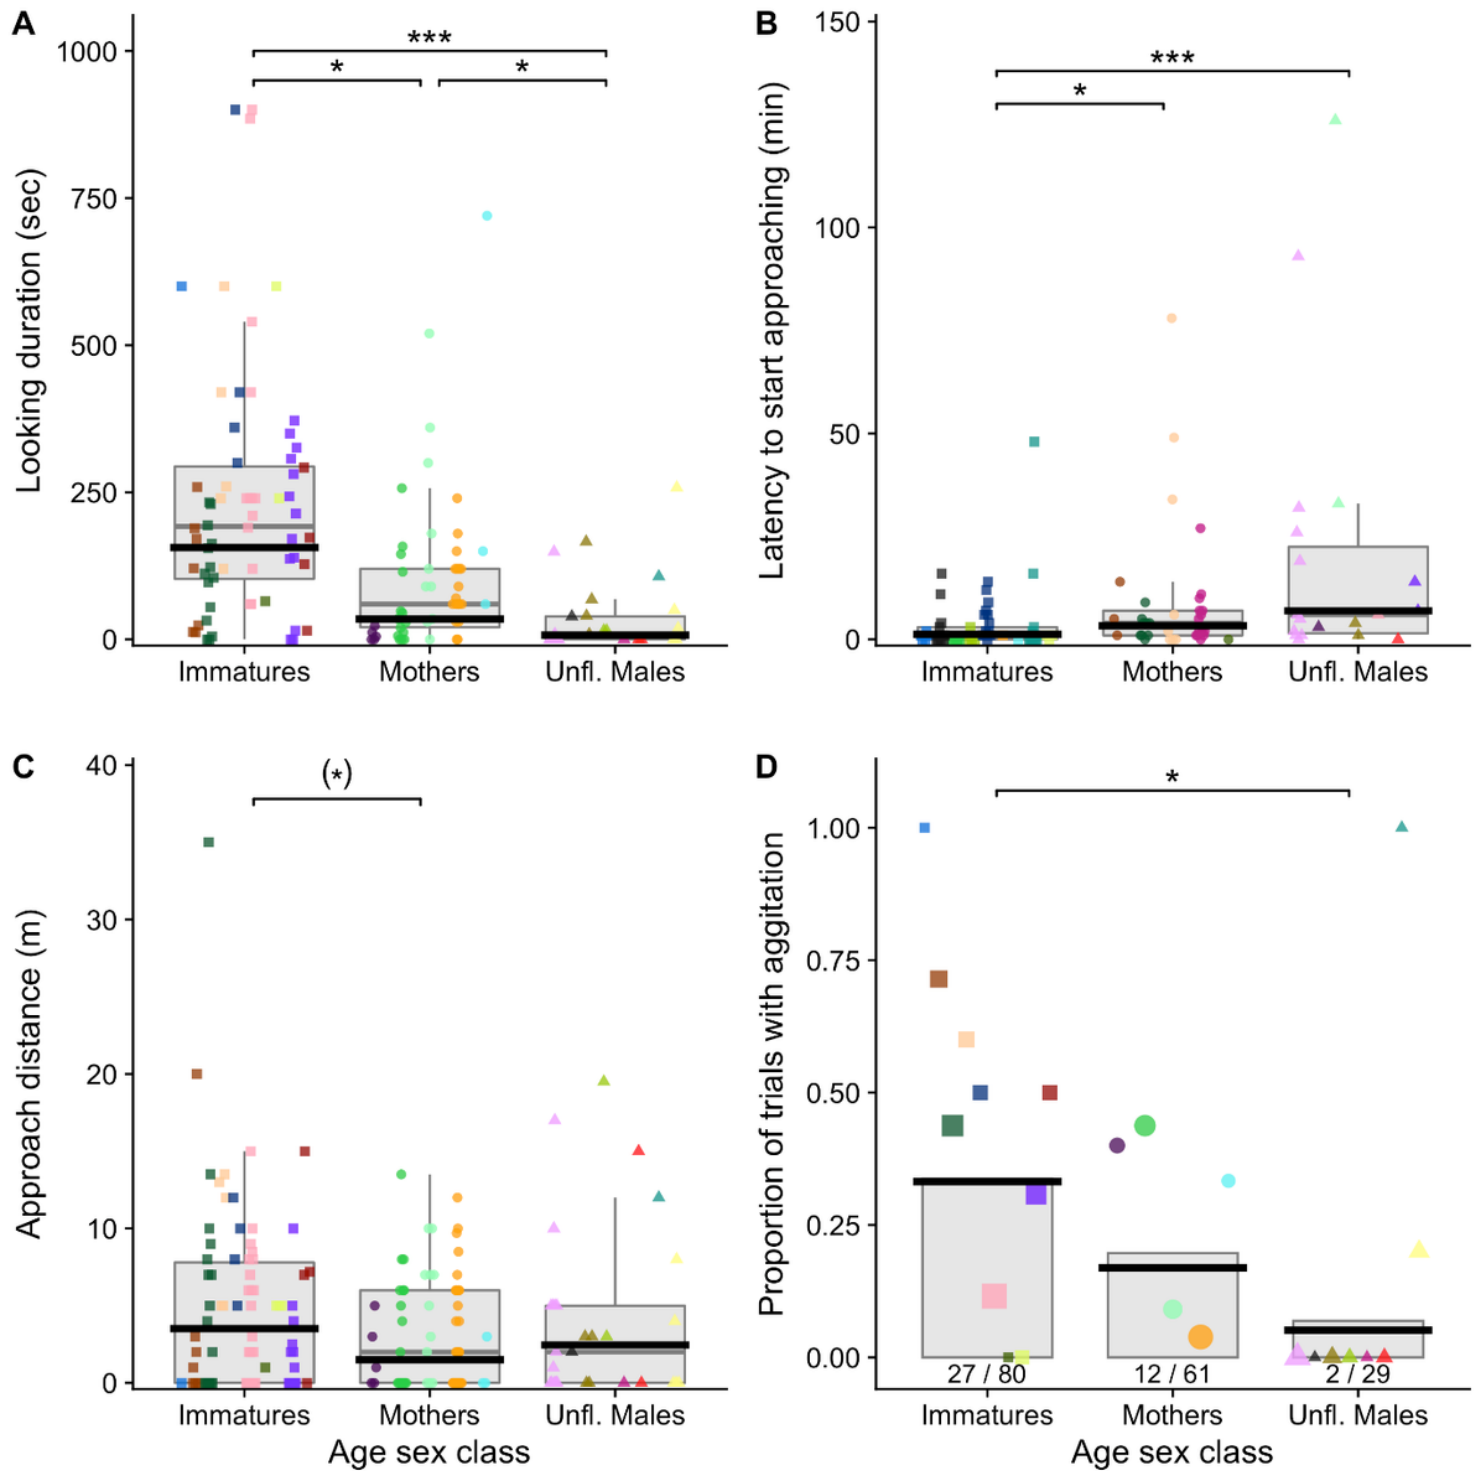 A
Looking duration (sec)
1000
750
500
250
0
***
*
*
Immatures
Mothers
Unfl. Males
B
Latency to start approaching (min)
150
100
50
0
***
*
Immatures
Mothers
Unfl. Males
C
Approach distance (m)
40
30
20
10
0
(*)
Immatures
Mothers
Unfl. Males
Age sex class
D
Proportion of trials with aggitation
1.00
0.75
0.50
0.25
0.00
*
27 / 80
12 / 61
2 / 29
Immatures
Mothers
Unfl. Males
Age sex class